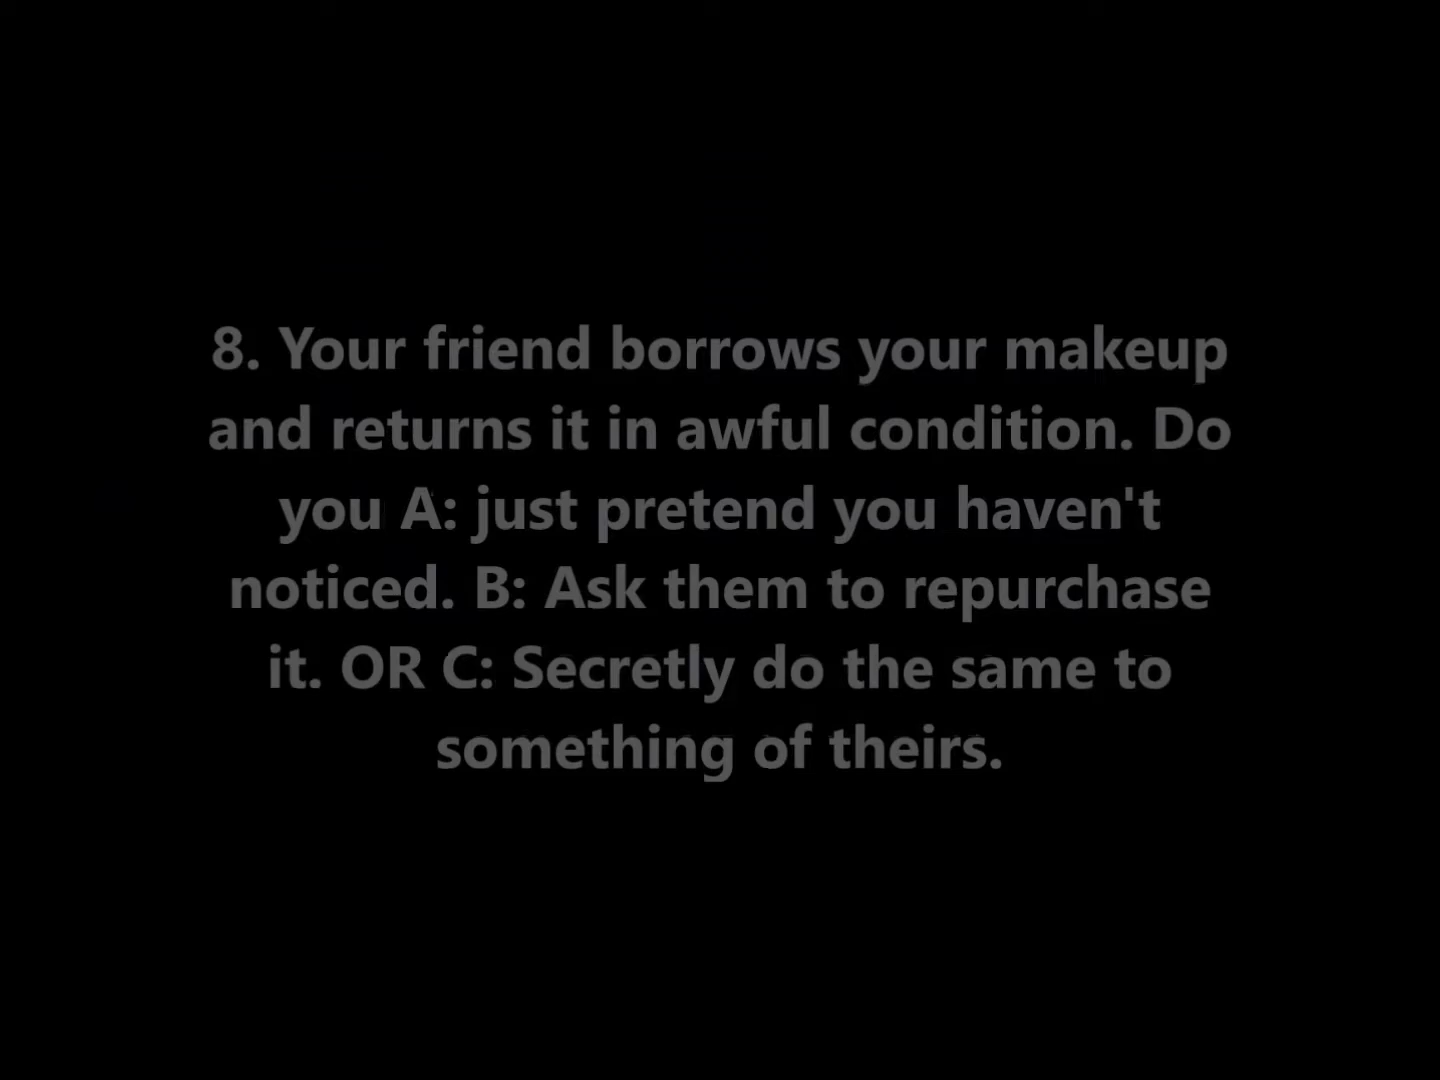 8. Your friend borrows your makeup
and returns it in awful condition. Do
you A: just pretend you haven't
noticed. B: Ask them to repurchase
it. OR C: Secretly do the same to
something of theirs.